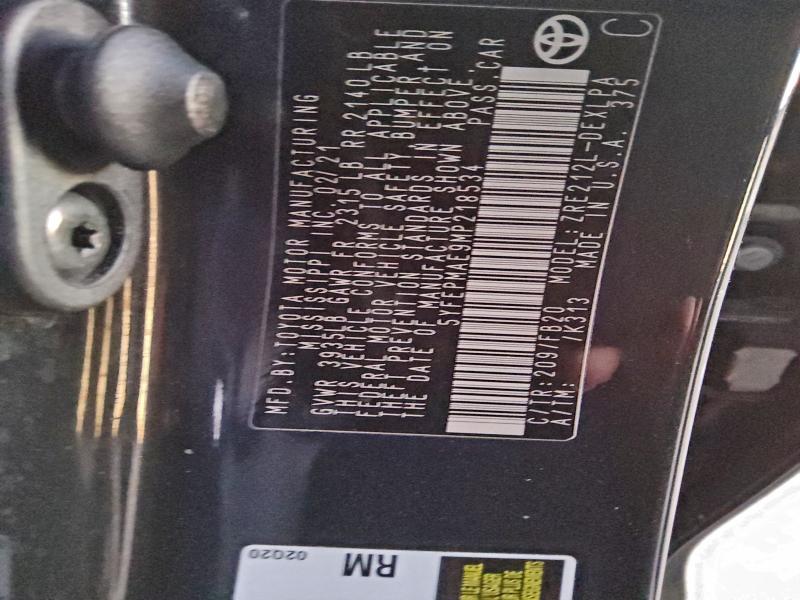 MFD. BY: TOYOTA MOTOR MANUFACTURING
MISSISSIPPI, INC. 02/21
GVWR 3935LB GAWR FR 2315 LB RR 2140 LB
THIS VEHICLE CONFORMS TO ALL APPLICABLE
FEDERAL MOTOR VEHICLE SAFETY, BUMPER, AND
THEFT PREVENTION STANDARDS IN EFFECT ON
THE DATE OF MANUFACTURE SHOWN ABOVE.
5YFEPMAE9MP218534 PASS. CAR
C/TR: 209/FB20 MODEL: ZRE212L-DEXLPA
A/TM: /K313 MADE IN U.S.A. 375
C
02020
RM